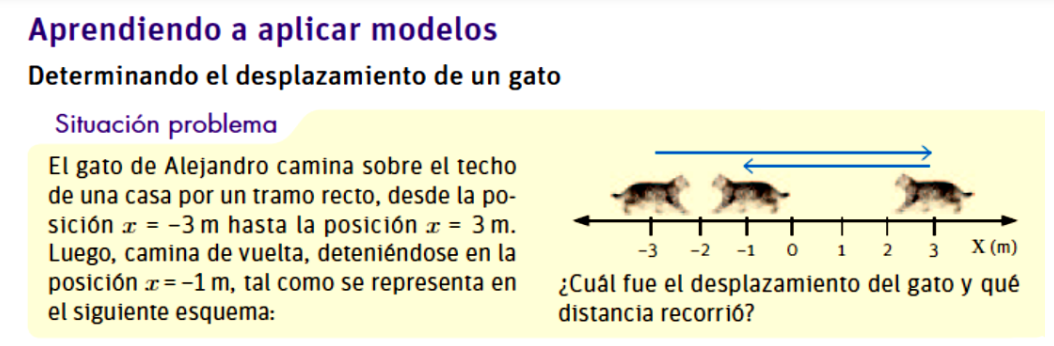 Aprendiendo a aplicar modelos
Determinando el desplazamiento de un gato
Situación problema
El gato de Alejandro camina sobre el techo
de una casa por un tramo recto, desde la po-
sición x = −3 m hasta la posición x = 3 m.
Luego, camina de vuelta, deteniéndose en la
posición x = −1 m, tal como se representa en
el siguiente esquema:
−3 −2 −1 0 1 2 3 X (m)
¿Cuál fue el desplazamiento del gato y qué
distancia recorrió?